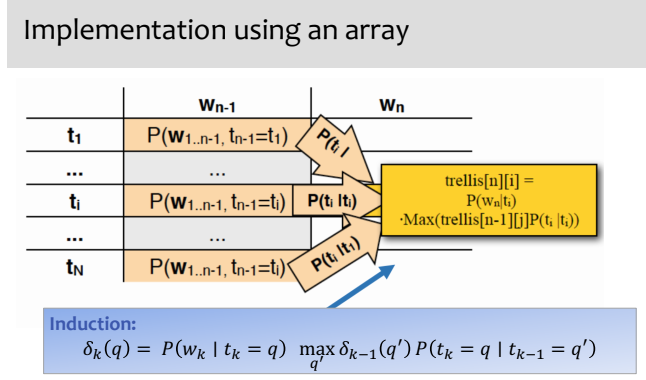 Implementation using an array
wn-1 wn
t1 P(w1..n-1, tn-1=t1) P(ti |
... ...
ti P(w1..n-1, tn-1=ti) P(ti |ti)
... ...
tN P(w1..n-1, tn-1=ti) P(ti |t1)
trellis[n][i] =
P(wn|ti)
·Max(trellis[n-1][j]P(ti |ti))
Induction:
δk(q) = P(wk | tk = q) max q′ δk-1(q′) P(tk = q | tk-1 = q′)